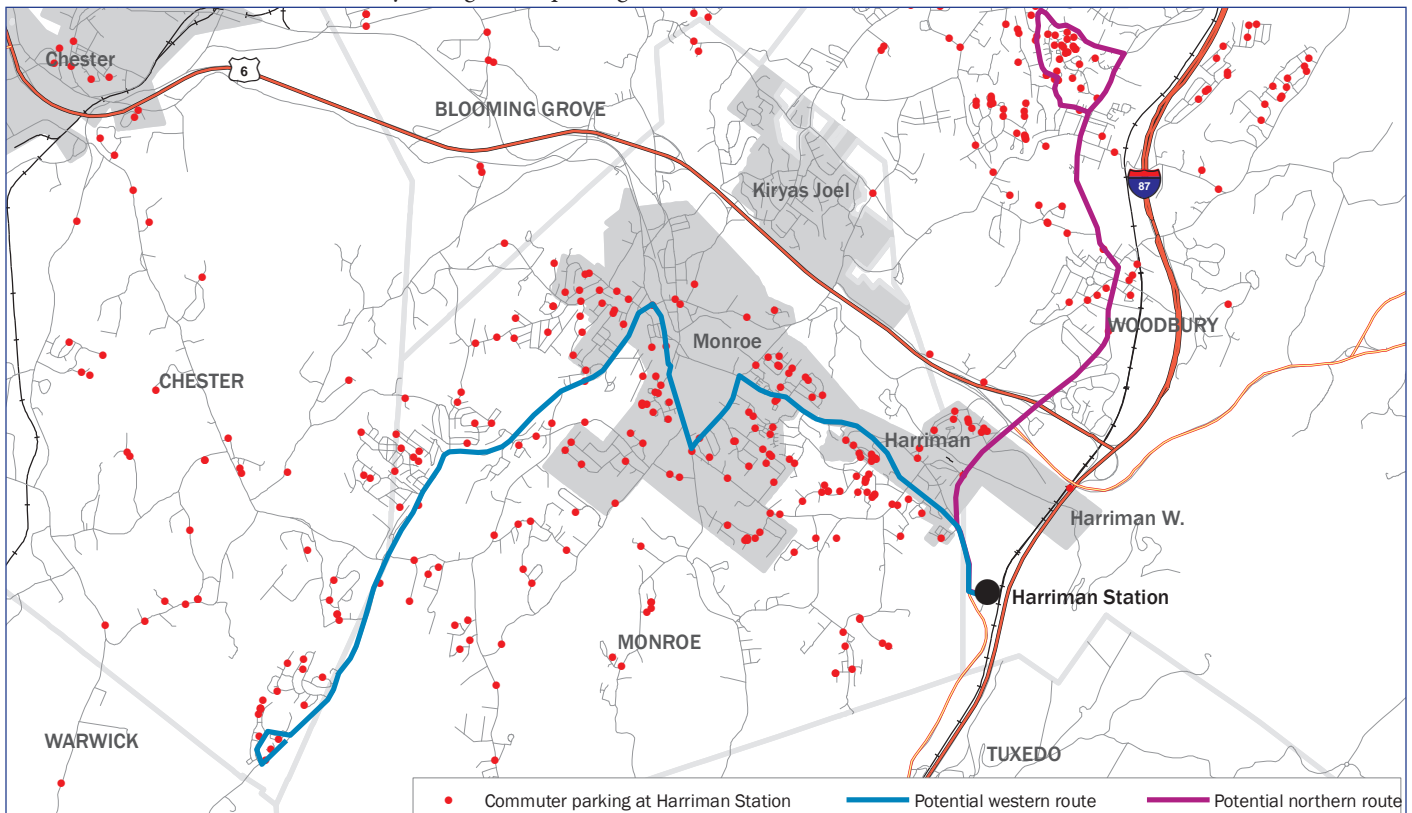 Chester
6
BLOOMING GROVE
Kiryas Joel
87
WOODBURY
Monroe
CHESTER
Harriman
Harriman W.
Harriman Station
MONROE
WARWICK
TUXEDO
Commuter parking at Harriman Station
Potential western route
Potential northern route